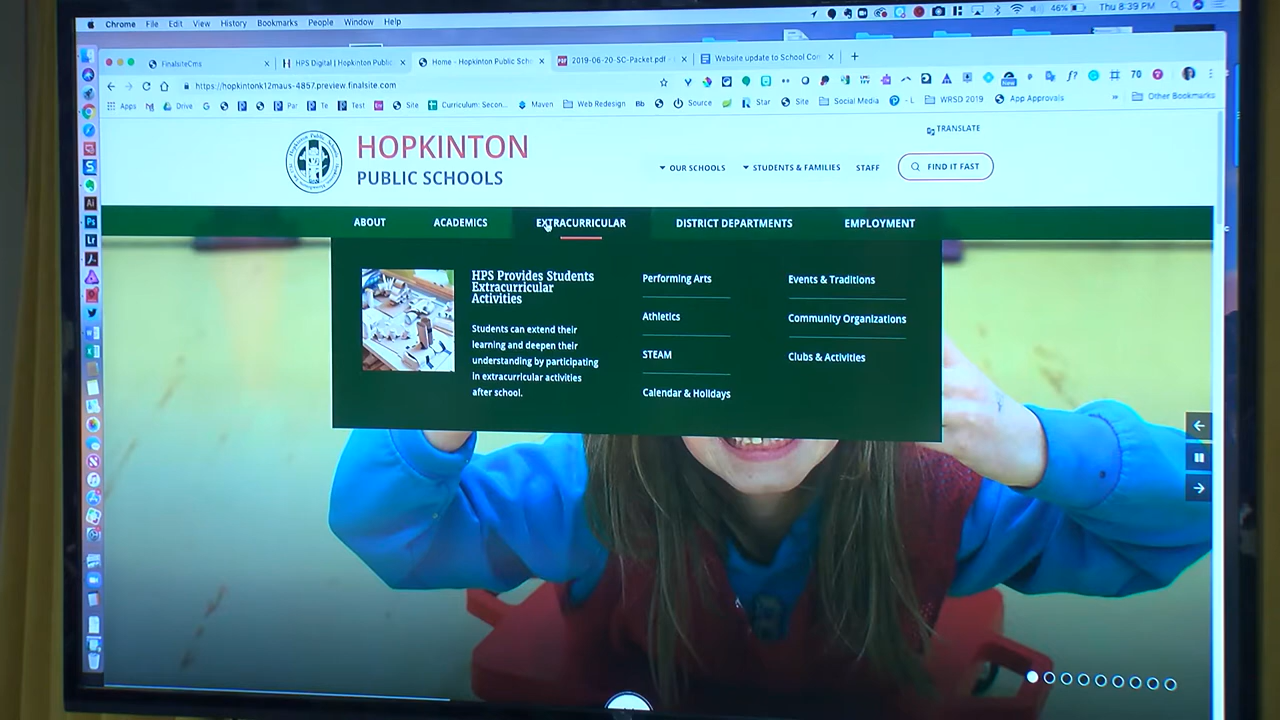 Chrome File Edit View History Bookmarks People Window Help
46% Thu 8:39 PM
FinalsiteCms
HPS Digital | Hopkinton Public
Home - Hopkinton Public Sch
2019-06-20-SC-Packet.pdf -
Website update to School Com
https://hopkintonk12maus-4857.preview.finalsite.com
Apps Drive Par Te Test Site Curriculum: Secon... Maven Web Redesign Bb Source Star Site Social Media - L WRSD 2019 App Approvals » Other Bookmarks
TRANSLATE
HOPKINTON
PUBLIC SCHOOLS
OUR SCHOOLS STUDENTS & FAMILIES STAFF FIND IT FAST
ABOUT ACADEMICS EXTRACURRICULAR DISTRICT DEPARTMENTS EMPLOYMENT
HPS Provides Students
Extracurricular
Activities
Students can extend their
learning and deepen their
understanding by participating
in extracurricular activities
after school.
Performing Arts
Athletics
STEAM
Calendar & Holidays
Events & Traditions
Community Organizations
Clubs & Activities